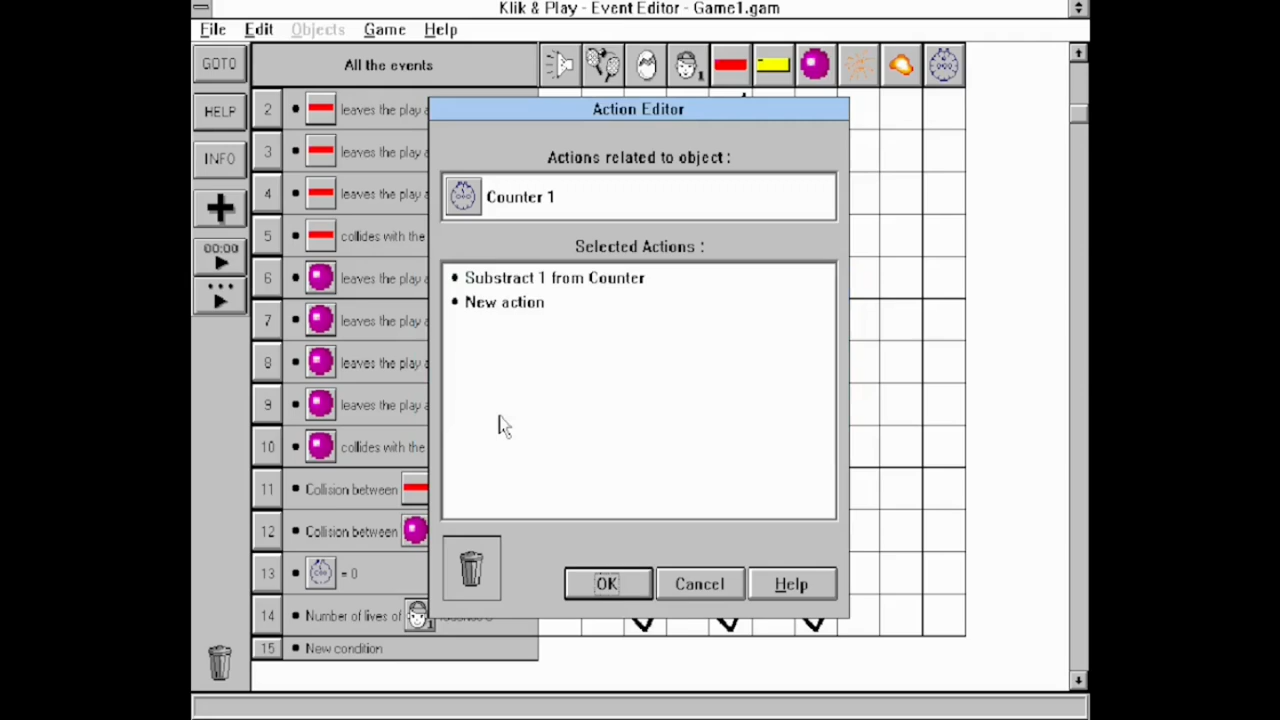 Klik & Play - Event Editor - Game1.gam
File Edit Objects Game Help
GOTO
All the events
1
HELP
INFO
00:00
2 • leaves the play a
3 • leaves the play a
4 • leaves the play a
5 • collides with the
6 • leaves the play a
7 • leaves the play a
8 • leaves the play a
9 • leaves the play a
10 • collides with the
11 • Collision between
12 • Collision between
13 • = 0
14 • Number of lives of
15 • New condition
Action Editor
Actions related to object :
Counter 1
Selected Actions :
• Substract 1 from Counter
• New action
OK Cancel Help